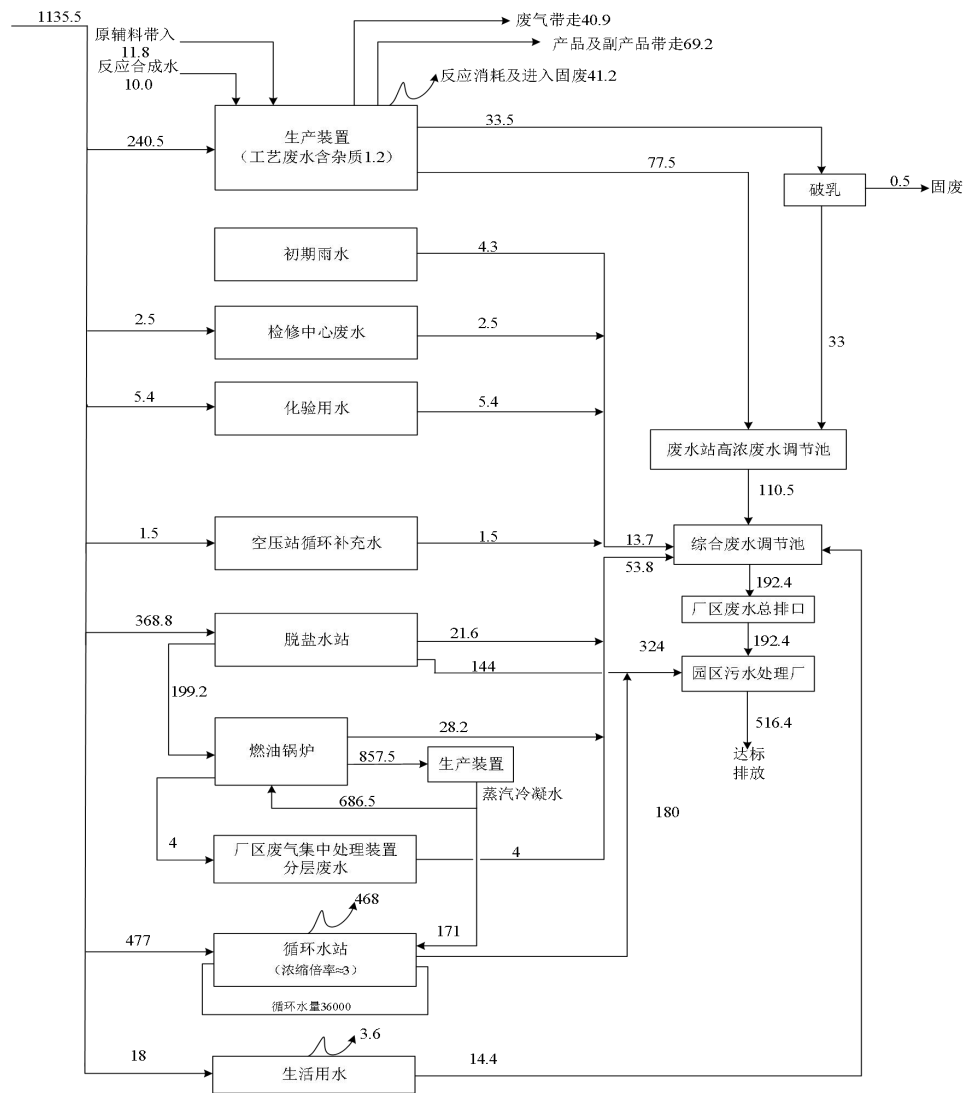 1135.5
废气带走40.9
原辅料带入
11.8
产品及副产品带走69.2
反应合成水
10.0
反应消耗及进入固废41.2
240.5
生产装置
（工艺废水含杂质1.2）
33.5
77.5
破乳
0.5
固废
初期雨水
4.3
2.5
检修中心废水
2.5
33
5.4
化验用水
5.4
废水站高浓废水调节池
110.5
1.5
空压站循环补充水
1.5
13.7
综合废水调节池
53.8
192.4
厂区废水总排口
368.8
脱盐水站
21.6
192.4
144
324
园区污水处理厂
199.2
516.4
燃油锅炉
28.2
857.5
生产装置
达标
排放
蒸汽冷凝水
686.5
180
4
厂区废气集中处理装置
分层废水
4
468
171
477
循环水站
（浓缩倍率≈3）
循环水量36000
3.6
18
生活用水
14.4